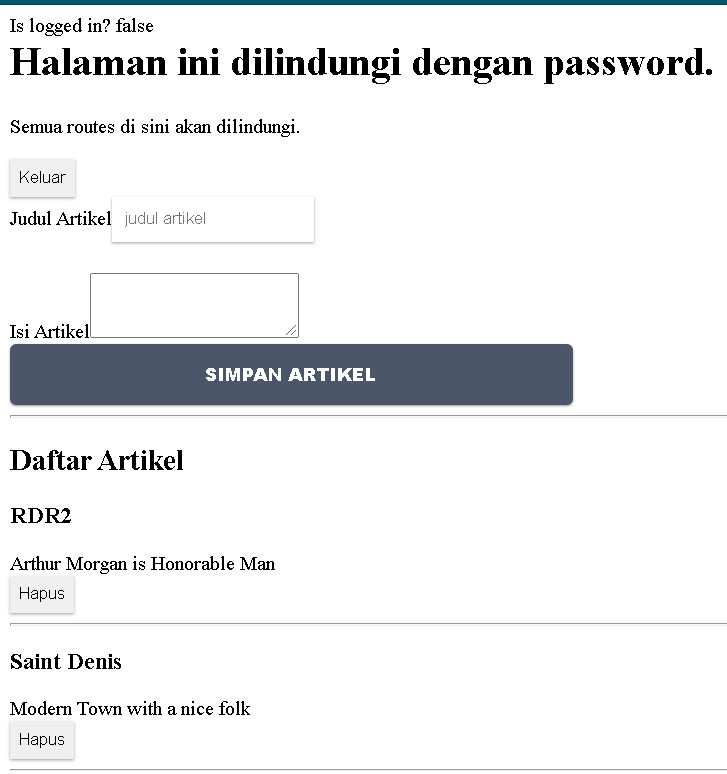 Is logged in? false
Halaman ini dilindungi dengan password.
Semua routes di sini akan dilindungi.
Keluar
Judul Artikel judul artikel
Isi Artikel
SIMPAN ARTIKEL
Daftar Artikel
RDR2
Arthur Morgan is Honorable Man
Hapus
Saint Denis
Modern Town with a nice folk
Hapus